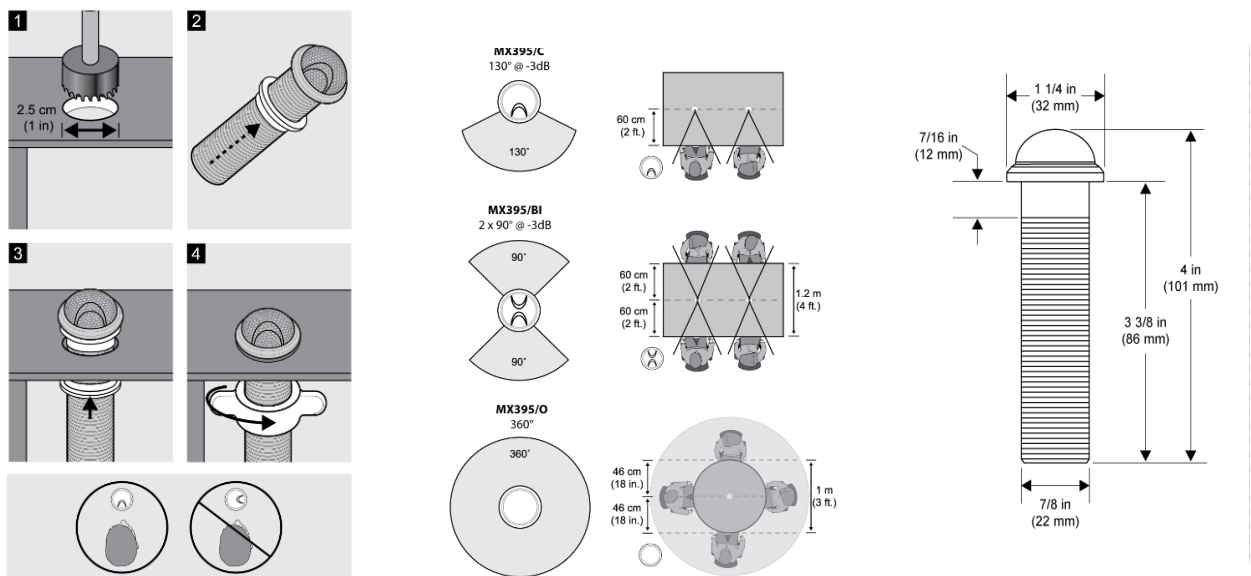 1
2.5 cm
(1 in)
2
3
4
MX395/C
130° @ -3dB
130˚
60 cm
(2 ft.)
MX395/BI
2 x 90° @ -3dB
90˚
90˚
60 cm
(2 ft.)
60 cm
(2 ft.)
1.2 m
(4 ft.)
MX395/O
360°
360˚
46 cm
(18 in.)
46 cm
(18 in.)
1 m
(3 ft.)
1 1/4 in
(32 mm)
7/16 in
(12 mm)
4 in
(101 mm)
3 3/8 in
(86 mm)
7/8 in
(22 mm)